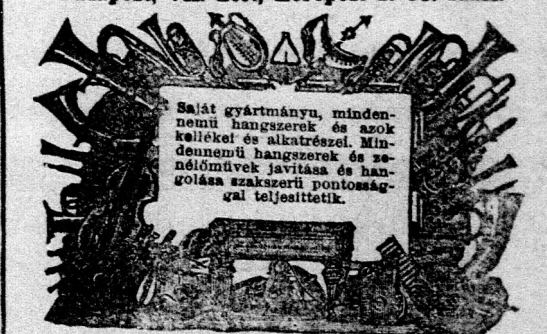 Saját gyártmányu, minden-
nemü hangszerek és azok
kellékei és alkatrészei. Min-
dennemü hangszerek és ze-
nélőművek javitása és han-
golása szakszerü pontosság-
gal teljesittetik.